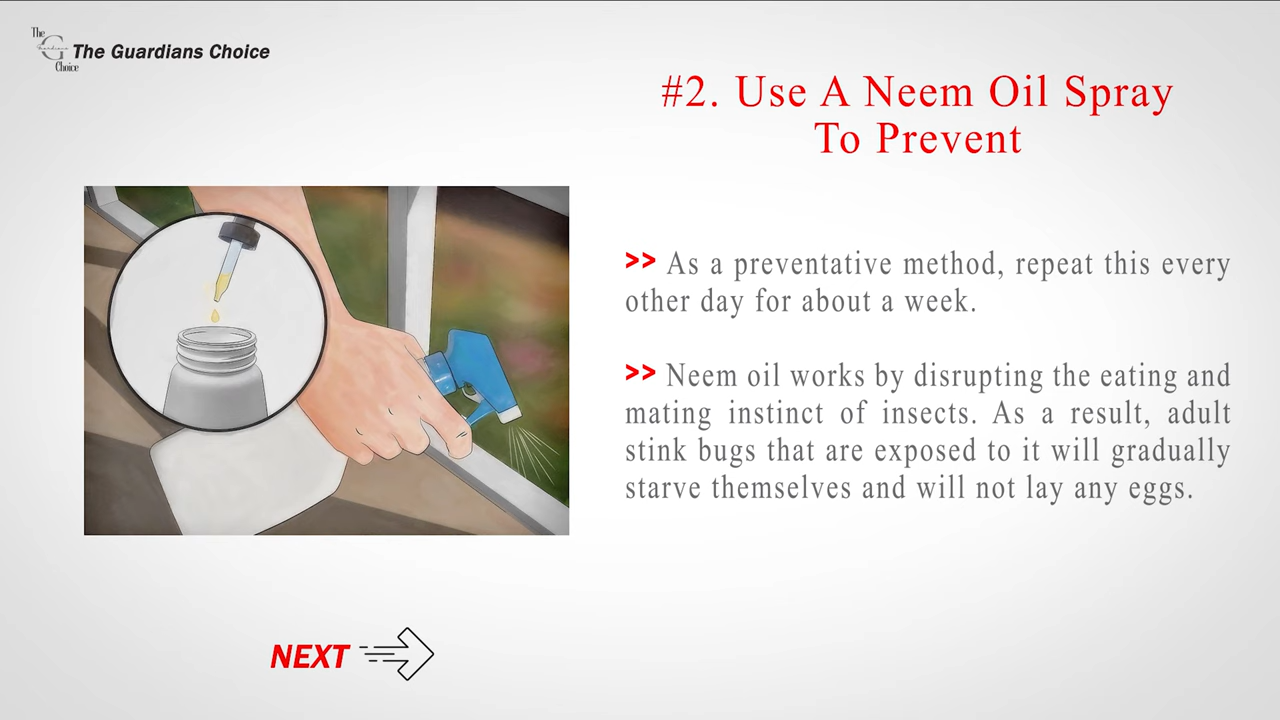 The
G
Guardians
Choice
The Guardians Choice
#2. Use A Neem Oil Spray
To Prevent
>> As a preventative method, repeat this every
other day for about a week.
>> Neem oil works by disrupting the eating and
mating instinct of insects. As a result, adult
stink bugs that are exposed to it will gradually
starve themselves and will not lay any eggs.
NEXT